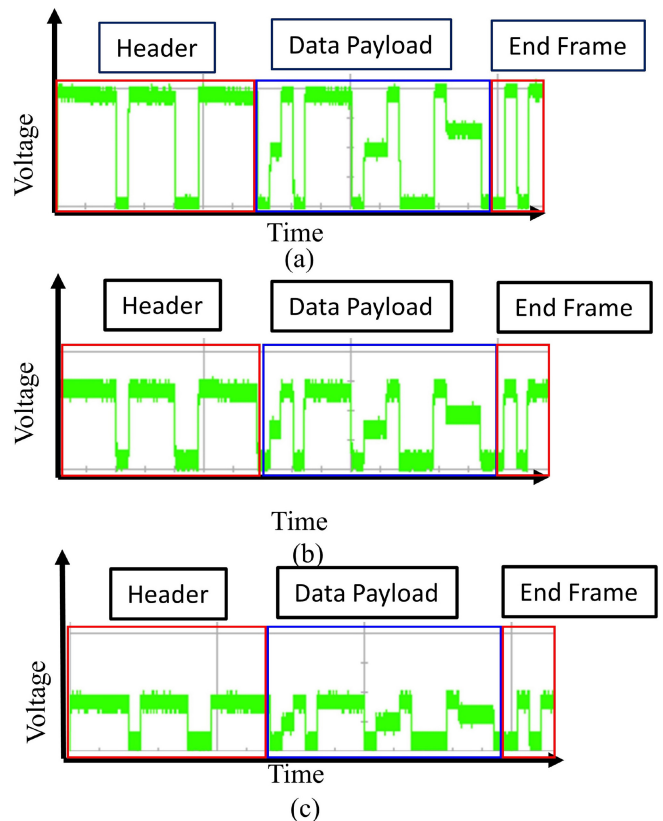 Header
Data Payload
End Frame
Voltage
Time
(a)
Header
Data Payload
End Frame
Voltage
Time
(b)
Header
Data Payload
End Frame
Voltage
Time
(c)